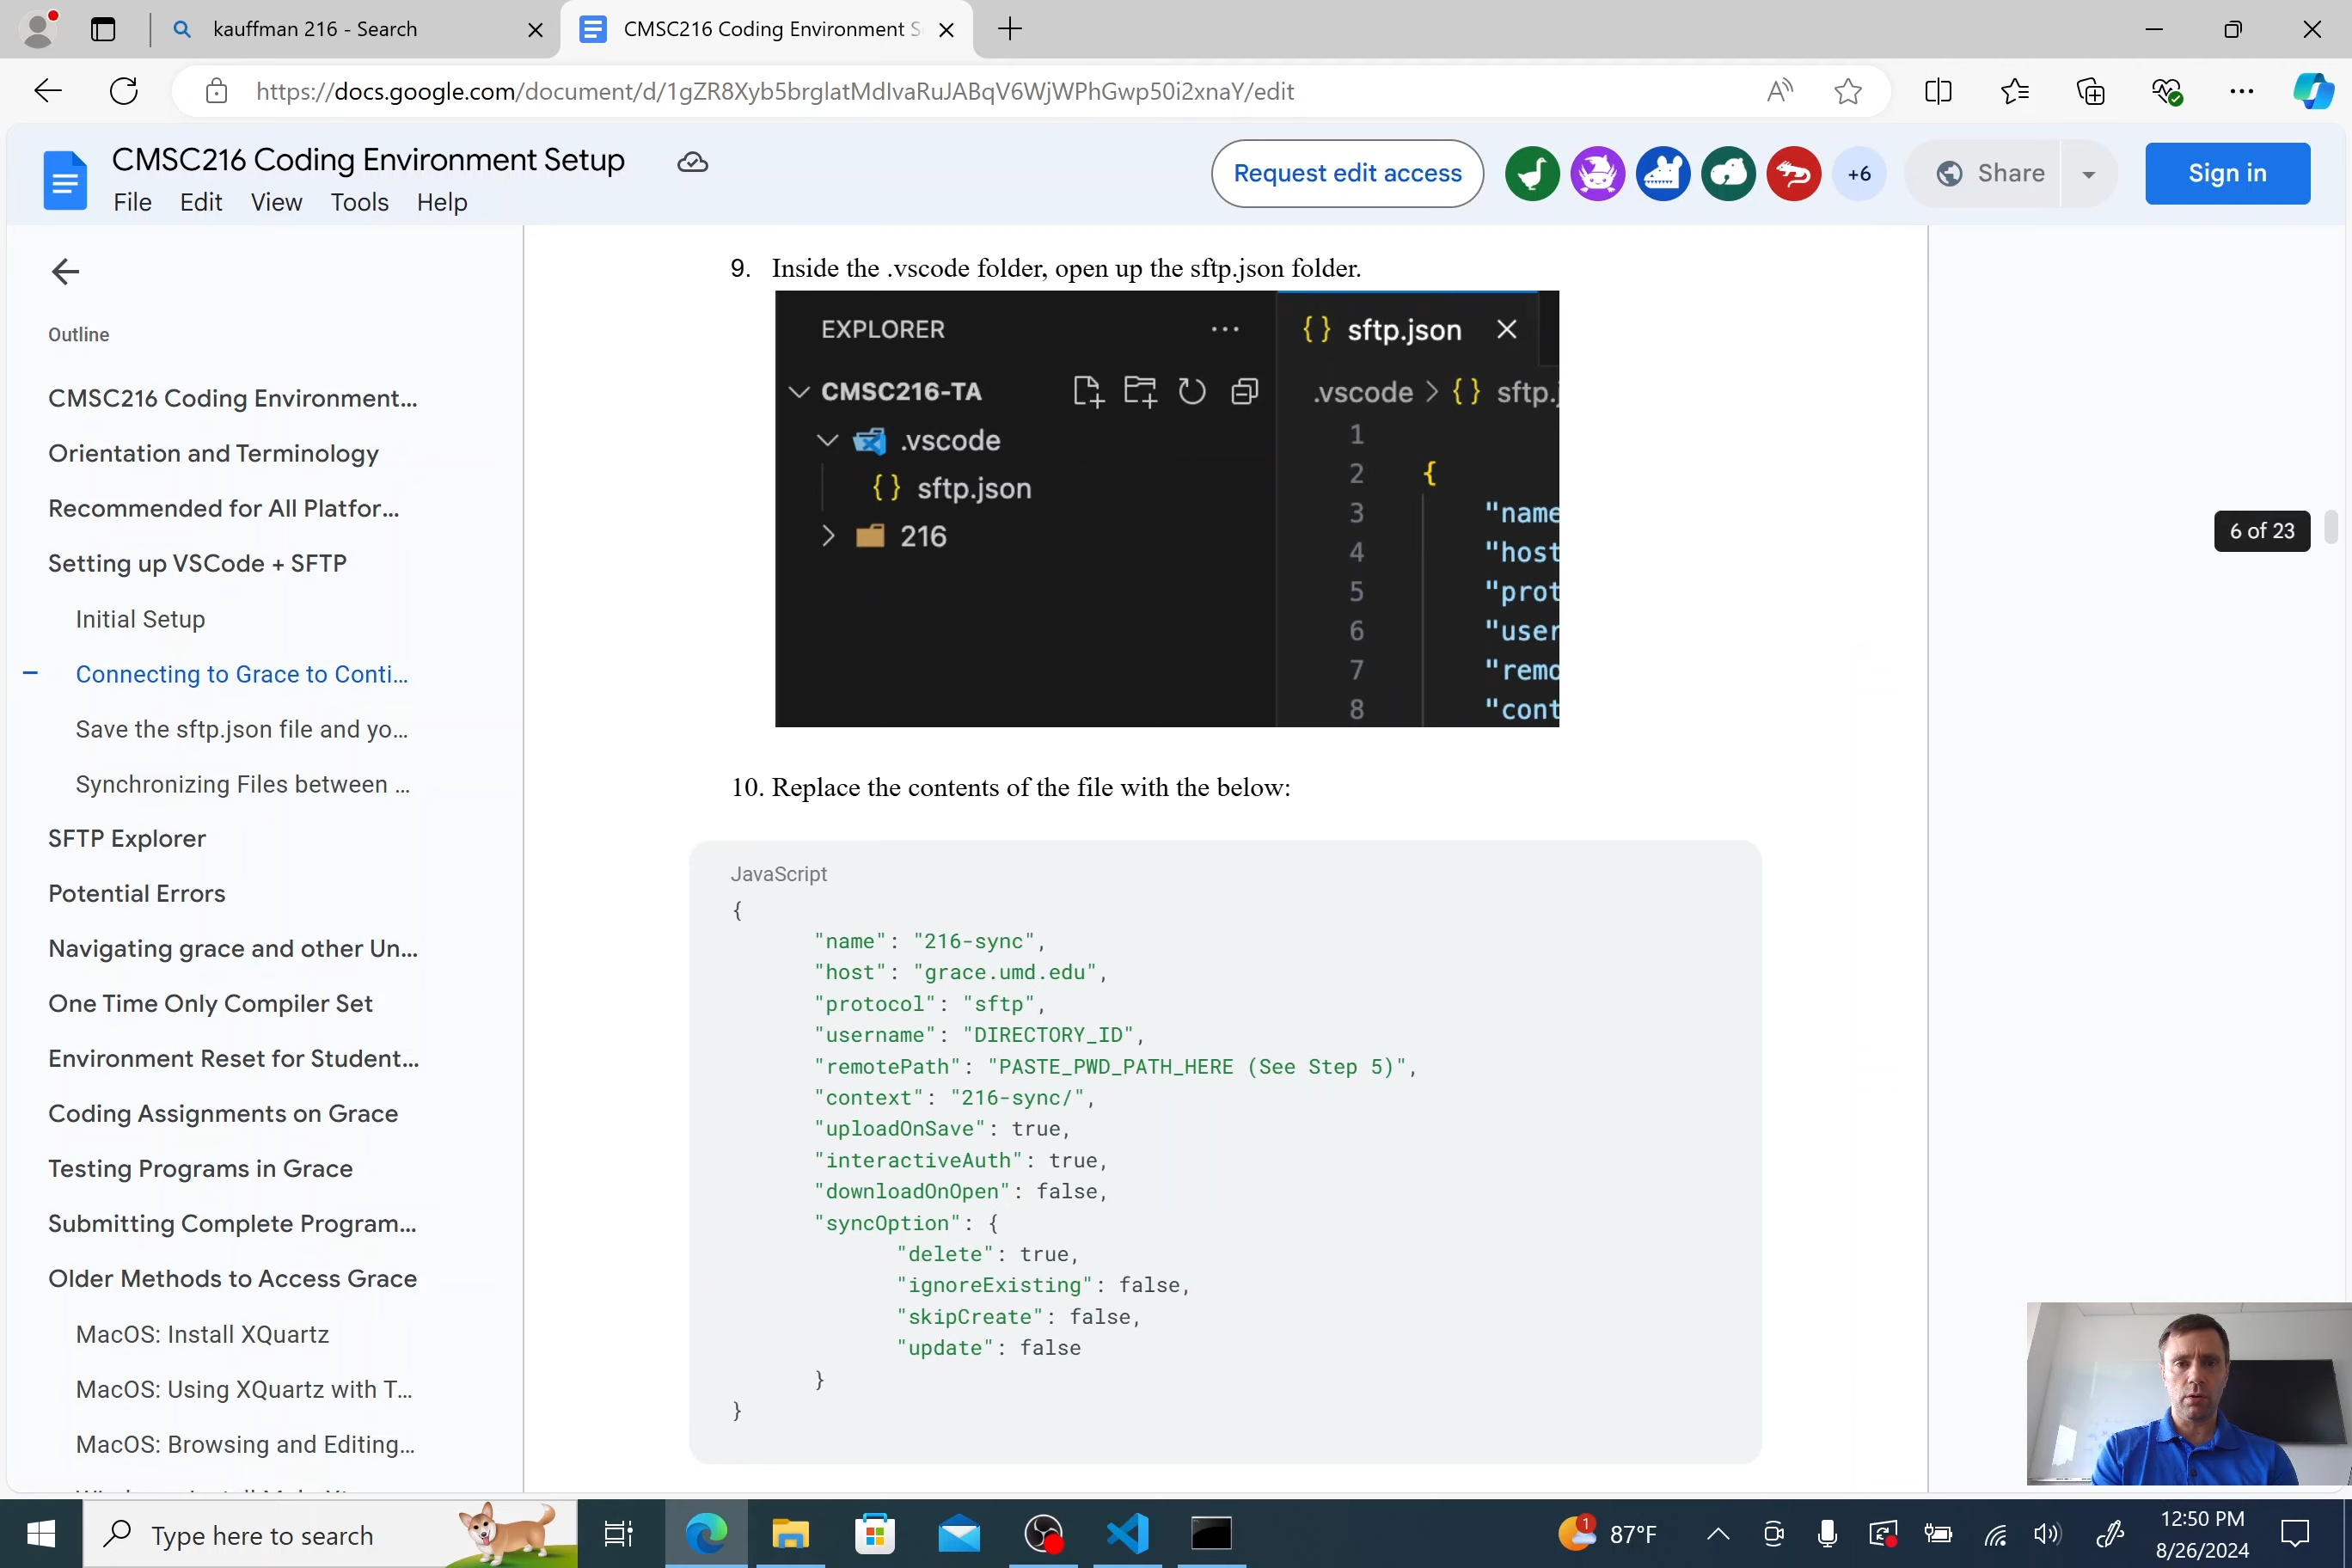 kauffman 216 - Search
CMSC216 Coding Environment S
https://docs.google.com/document/d/1gZR8Xyb5brglatMdIvaRuJABqV6WjWPhGwp50i2xnaY/edit
CMSC216 Coding Environment Setup
File Edit View Tools Help
Request edit access
+6
Share
Sign in
Outline
CMSC216 Coding Environment...
Orientation and Terminology
Recommended for All Platfor...
Setting up VSCode + SFTP
Initial Setup
Connecting to Grace to Conti...
Save the sftp.json file and yo...
Synchronizing Files between ...
SFTP Explorer
Potential Errors
Navigating grace and other Un...
One Time Only Compiler Set
Environment Reset for Student...
Coding Assignments on Grace
Testing Programs in Grace
Submitting Complete Program...
Older Methods to Access Grace
MacOS: Install XQuartz
MacOS: Using XQuartz with T...
MacOS: Browsing and Editing...
9. Inside the .vscode folder, open up the sftp.json folder.
EXPLORER ...
CMSC216-TA
.vscode
{ } sftp.json
216
{ } sftp.json
.vscode > { } sftp.j
1
2 {
3 "name
4 "host
5 "prot
6 "user
7 "remo
8 "cont
6 of 23
10. Replace the contents of the file with the below:
JavaScript
{
"name": "216-sync",
"host": "grace.umd.edu",
"protocol": "sftp",
"username": "DIRECTORY_ID",
"remotePath": "PASTE_PWD_PATH_HERE (See Step 5)",
"context": "216-sync/",
"uploadOnSave": true,
"interactiveAuth": true,
"downloadOnOpen": false,
"syncOption": {
"delete": true,
"ignoreExisting": false,
"skipCreate": false,
"update": false
}
}
Type here to search
1
87°F
12:50 PM
8/26/2024